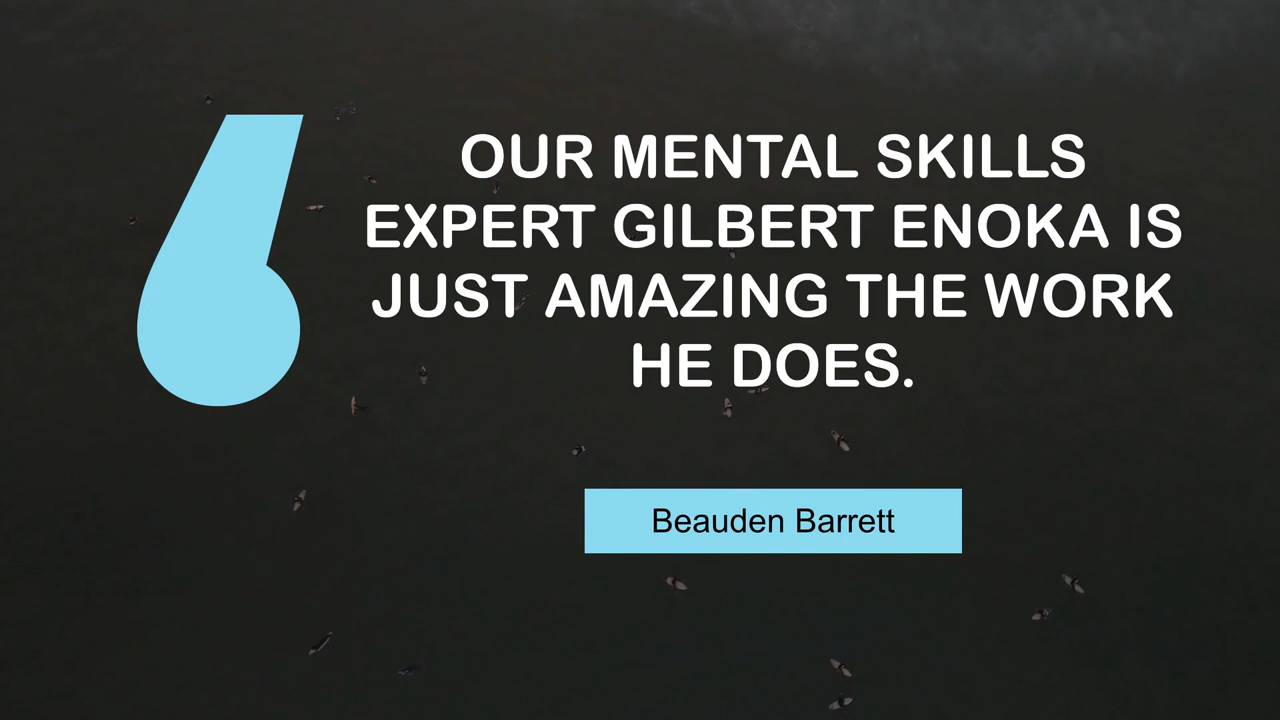 OUR MENTAL SKILLS
EXPERT GILBERT ENOKA IS
JUST AMAZING THE WORK
HE DOES.
Beauden Barrett